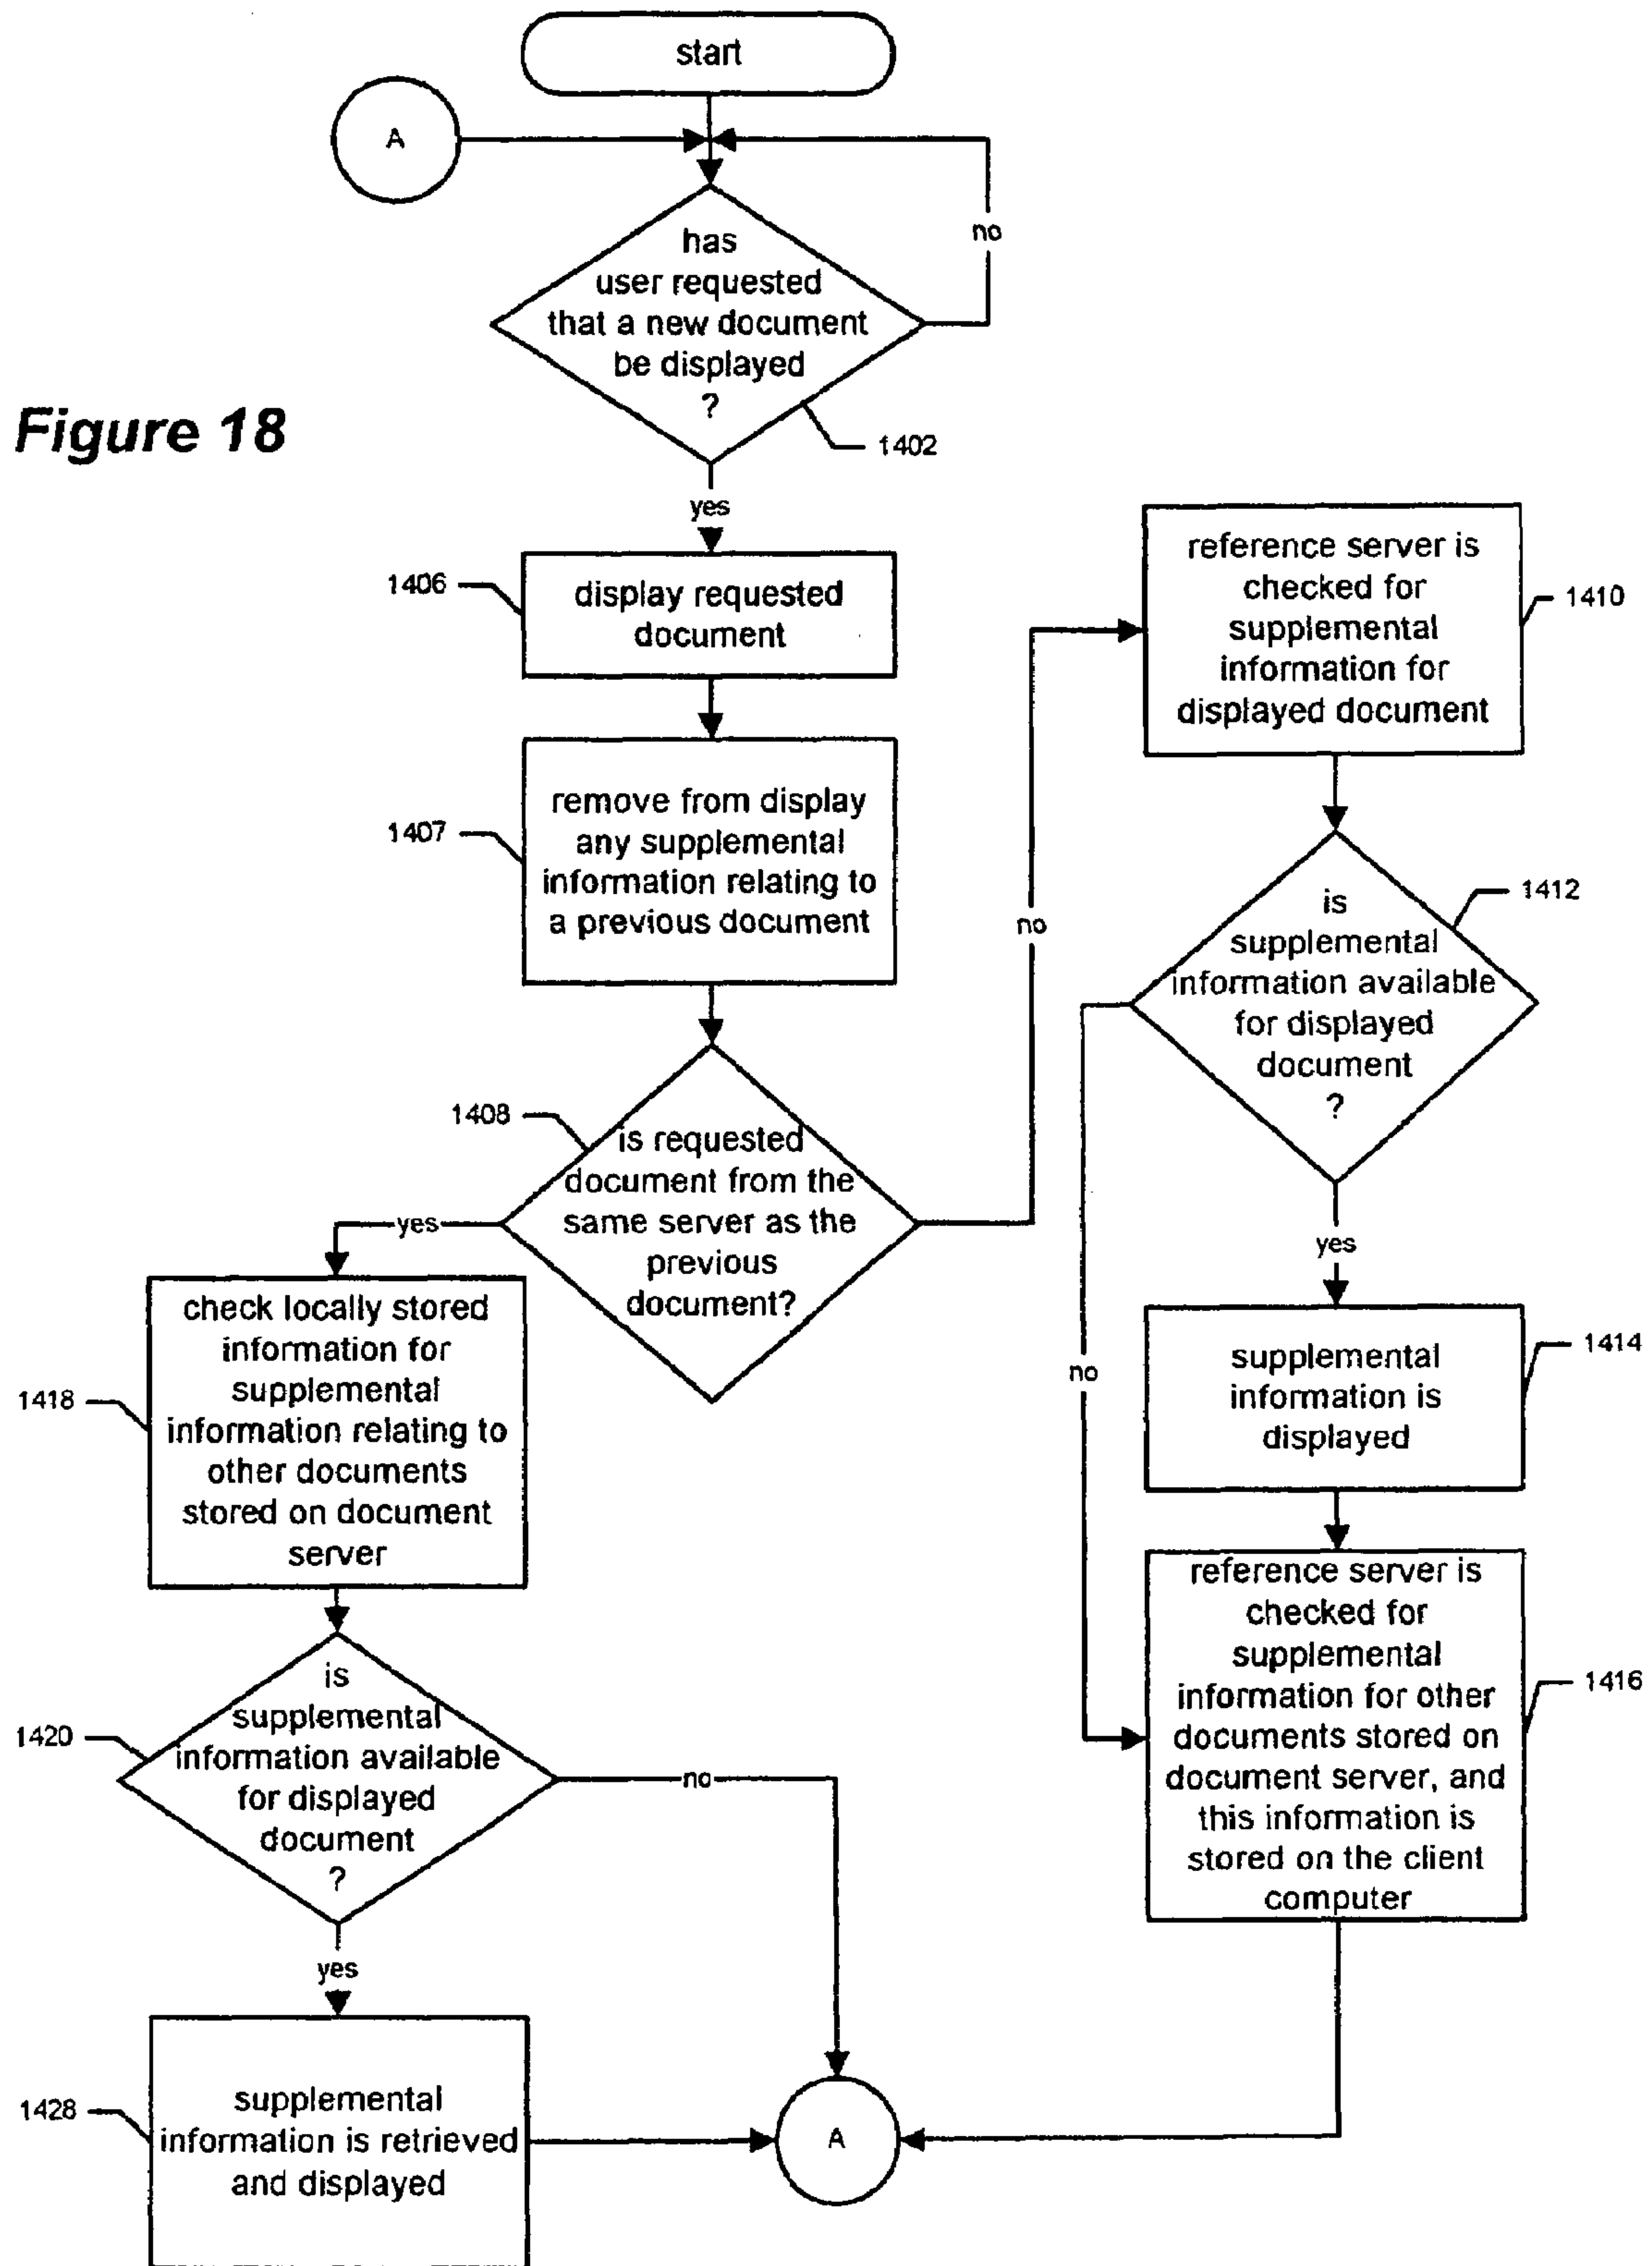 start
A
has
user requested
that a new document
be displayed
?
no
1402
Figure 18
yes
1406
display requested
document
1407
remove from display
any supplemental
information relating to
a previous document
1408
is requested
document from the
same server as the
previous
document?
yes
no
1410
reference server is
checked for
supplemental
information for
displayed document
1412
is
supplemental
information available
for displayed
document
?
no
yes
1414
supplemental
information is
displayed
1416
reference server is
checked for
supplemental
information for other
documents stored on
document server, and
this information is
stored on the client
computer
1418
check locally stored
information for
supplemental
information relating to
other documents
stored on document
server
1420
is
supplemental
information available
for displayed
document
?
no
yes
1428
supplemental
information is retrieved
and displayed
A